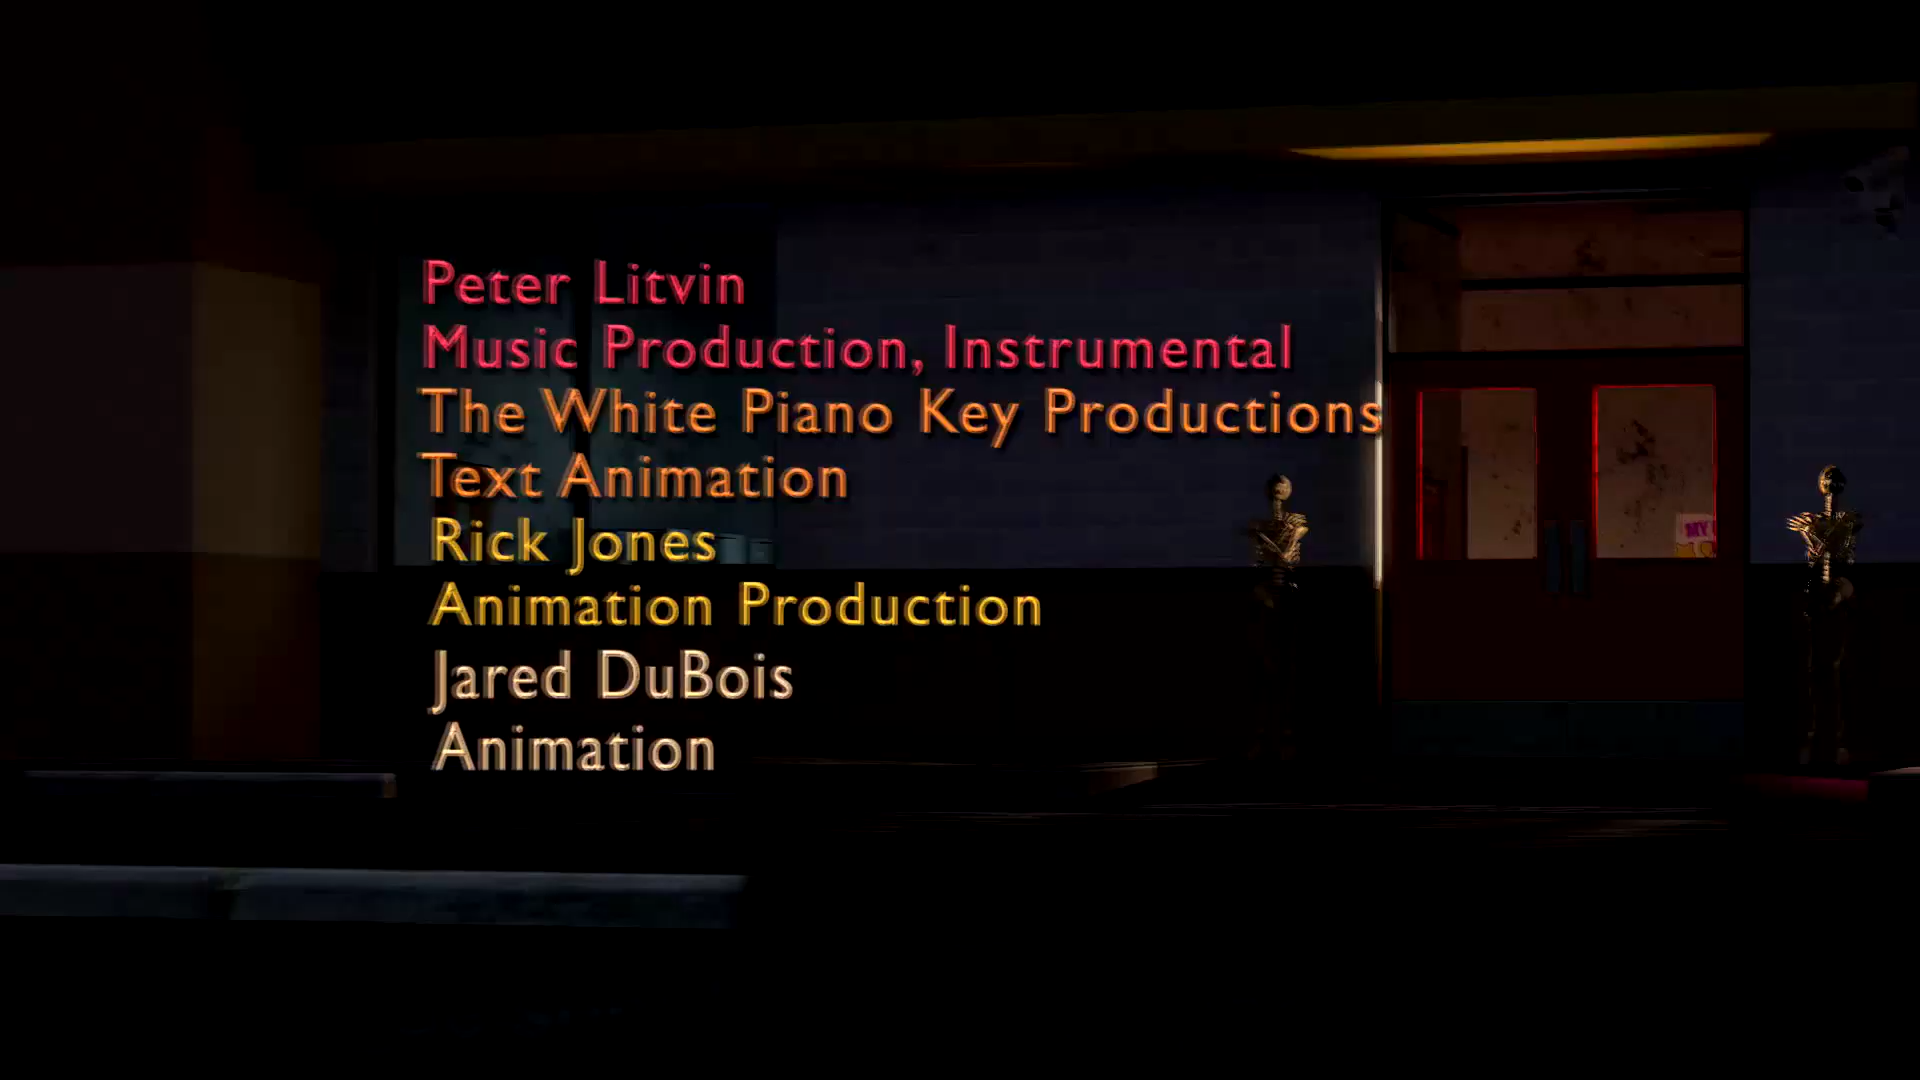 Peter Litvin
Music Production, Instrumental
The White Piano Key Productions
Text Animation
Rick Jones
Animation Production
Jared DuBois
Animation
MY